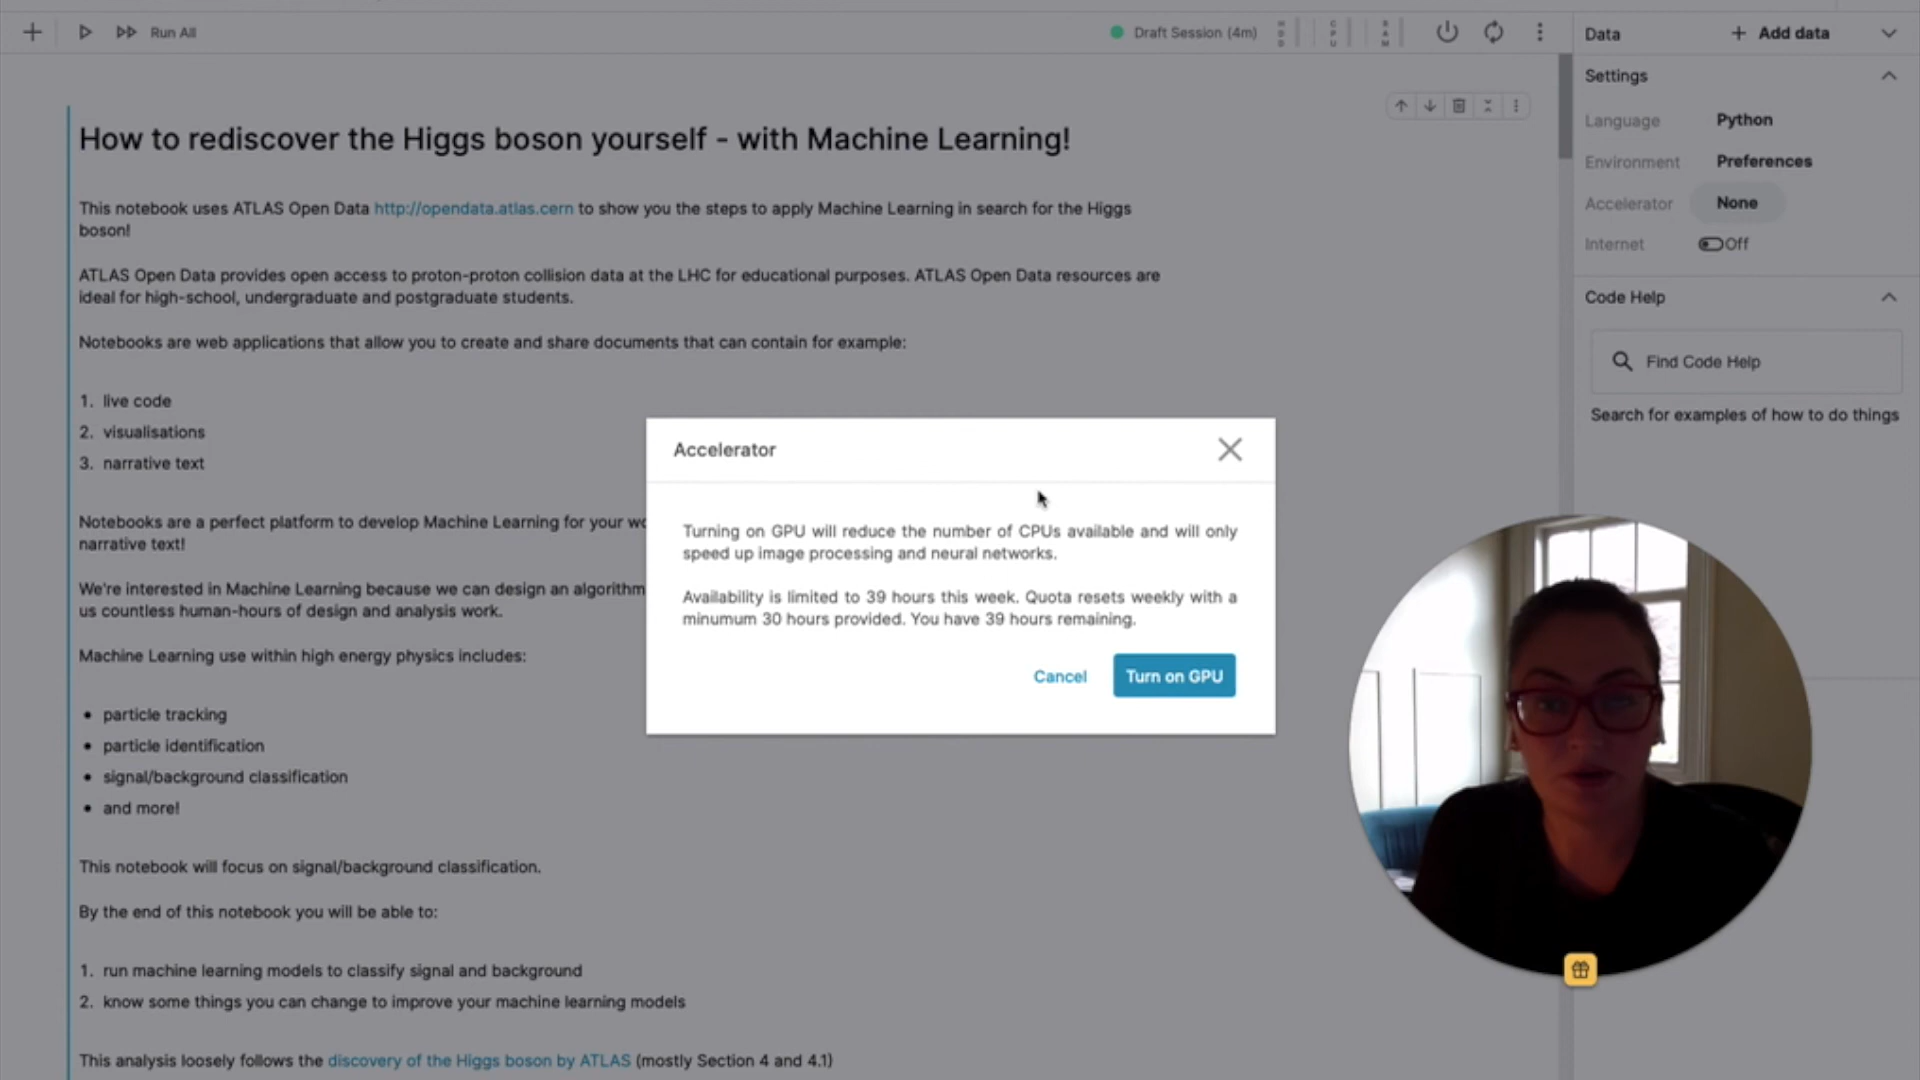 Run All
Draft Session (4m)
HDD
CPU
RAM
Data
Add data
Settings
Language Python
Environment Preferences
Accelerator None
Internet Off
Code Help
Find Code Help
Search for examples of how to do things
How to rediscover the Higgs boson yourself - with Machine Learning!
This notebook uses ATLAS Open Data http://opendata.atlas.cern to show you the steps to apply Machine Learning in search for the Higgs
boson!
ATLAS Open Data provides open access to proton-proton collision data at the LHC for educational purposes. ATLAS Open Data resources are
ideal for high-school, undergraduate and postgraduate students.
Notebooks are web applications that allow you to create and share documents that can contain for example:
1. live code
2. visualisations
3. narrative text
Notebooks are a perfect platform to develop Machine Learning for your wo
narrative text!
We're interested in Machine Learning because we can design an algorithm
us countless human-hours of design and analysis work.
Machine Learning use within high energy physics includes:
• particle tracking
• particle identification
• signal/background classification
• and more!
This notebook will focus on signal/background classification.
By the end of this notebook you will be able to:
1. run machine learning models to classify signal and background
2. know some things you can change to improve your machine learning models
This analysis loosely follows the discovery of the Higgs boson by ATLAS (mostly Section 4 and 4.1)
Accelerator
Turning on GPU will reduce the number of CPUs available and will only
speed up image processing and neural networks.
Availability is limited to 39 hours this week. Quota resets weekly with a
minumum 30 hours provided. You have 39 hours remaining.
Cancel
Turn on GPU